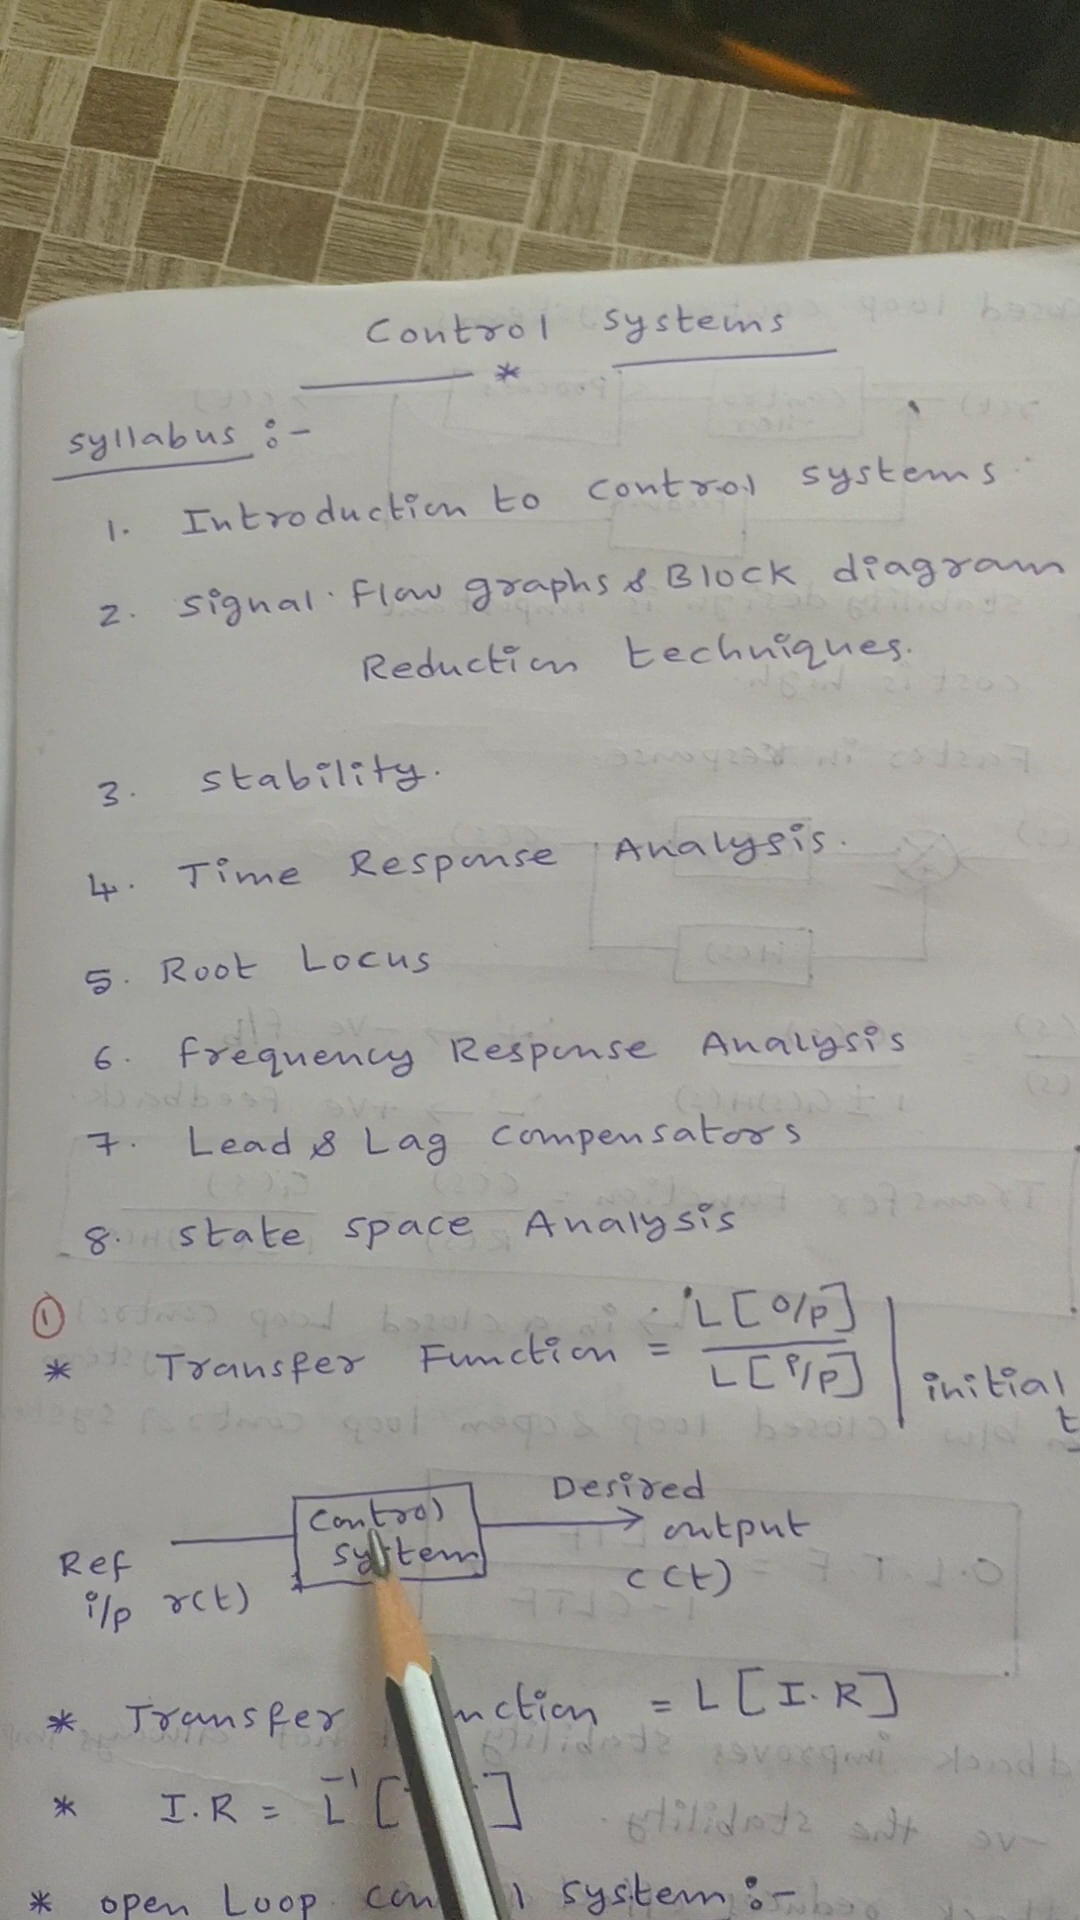 Control Systems
*
Syllabus :-
1. Introduction to Control Systems
2. Signal Flow graphs & Block diagram
Reduction techniques.
3. Stability.
4. Time Response Analysis.
5. Root Locus
6. Frequency Response Analysis
7. Lead & Lag Compensators
8. State space Analysis
①
* Transfer Function = L[o/p] / L[i/p] | initial
Control
System
Desired
output
c(t)
Ref
i/p r(t)
* Transfer nction = L[I.R]
* I.R = L⁻¹[ ]
* open Loop con l system :-